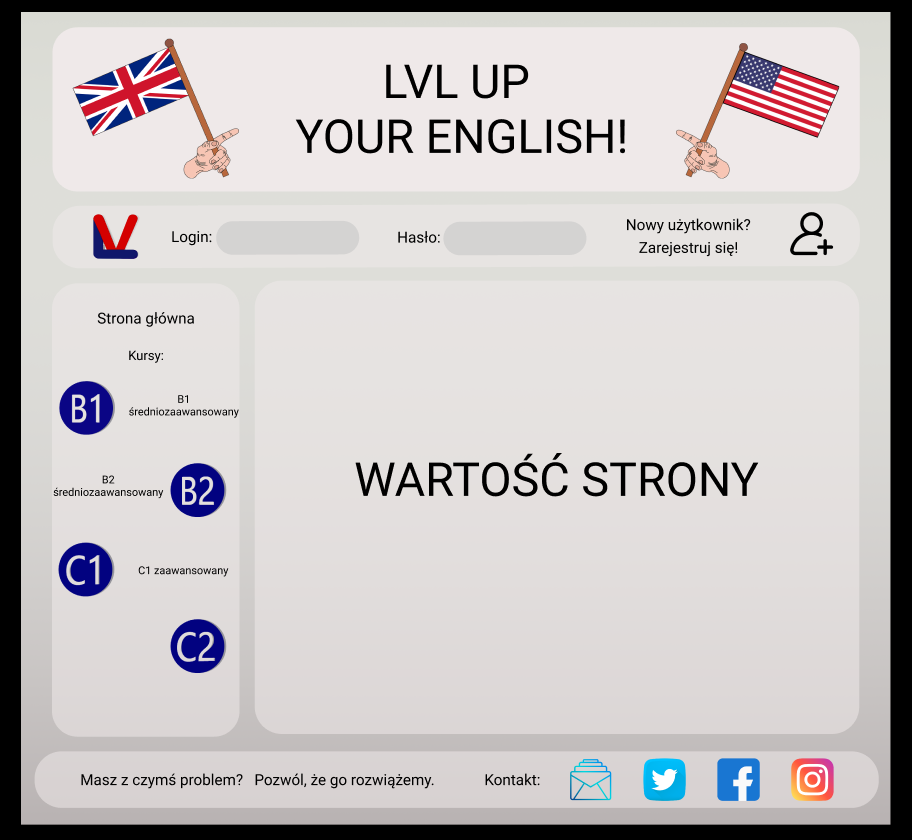 LVL UP
YOUR ENGLISH!
LV
Login:
Hasło:
Nowy użytkownik?
Zarejestruj się!
Strona główna
Kursy:
B1
B1
średniozaawansowany
B2
średniozaawansowany
B2
C1
C1 zaawansowany
C2
WARTOŚĆ STRONY
Masz z czymś problem? Pozwól, że go rozwiążemy.
Kontakt: